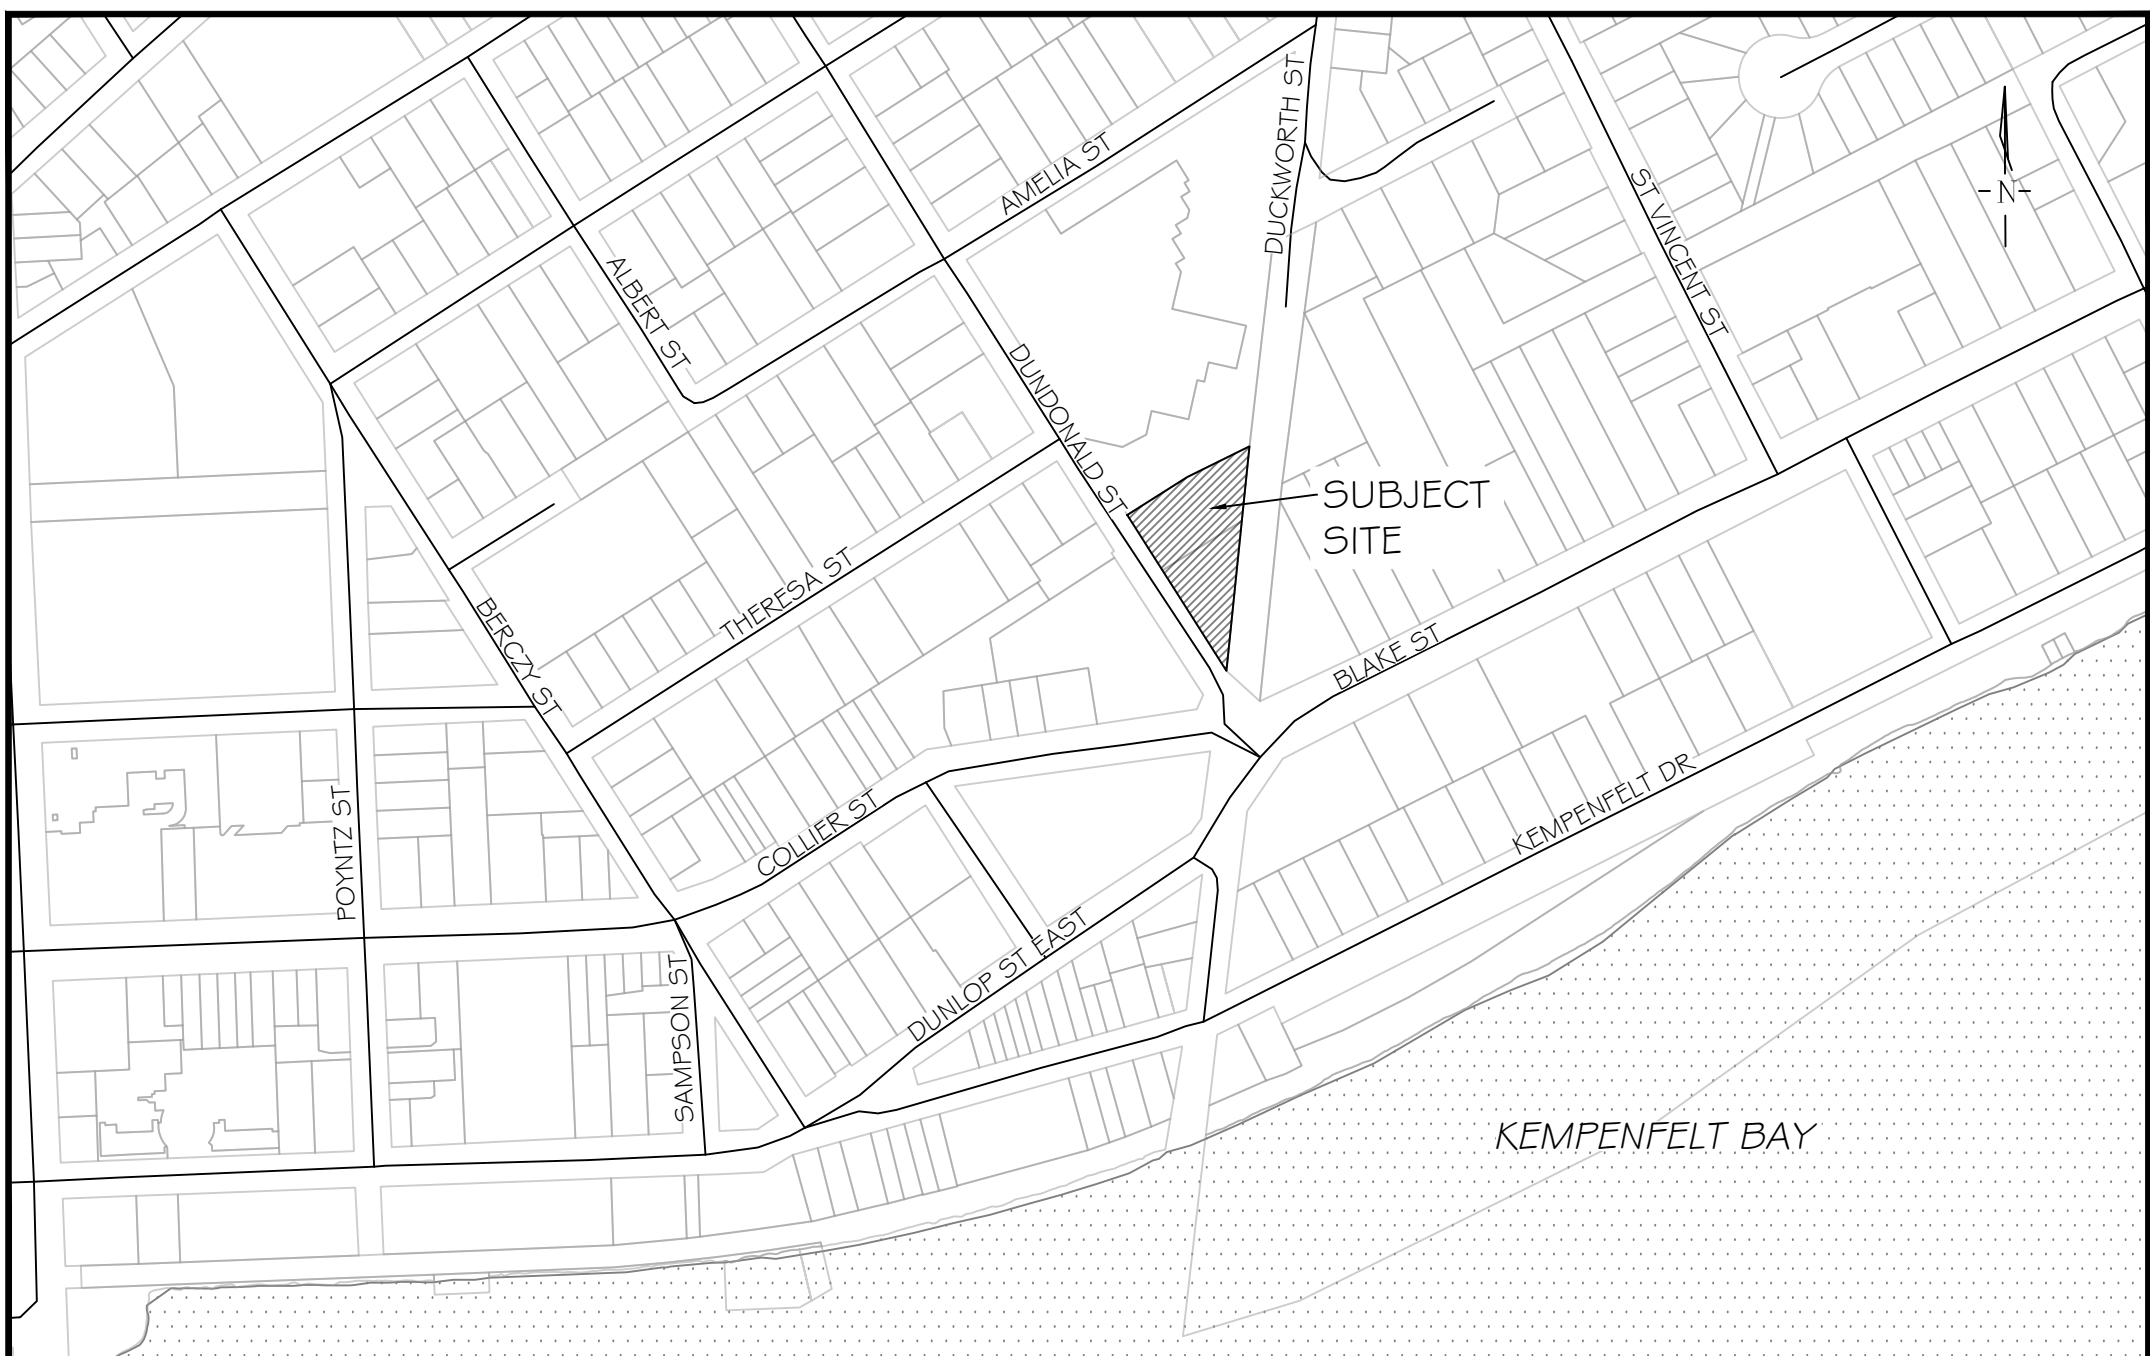 DUCKWORTH ST
AMELIA ST
ST VINCENT ST
-N-
ALBERT ST
DUNDONALD ST
SUBJECT
SITE
THERESA ST
BERCZY ST
BLAKE ST
KEMPENFELT DR
POYNTZ ST
COLLIER ST
DUNLOP ST EAST
SAMPSON ST
KEMPENFELT BAY